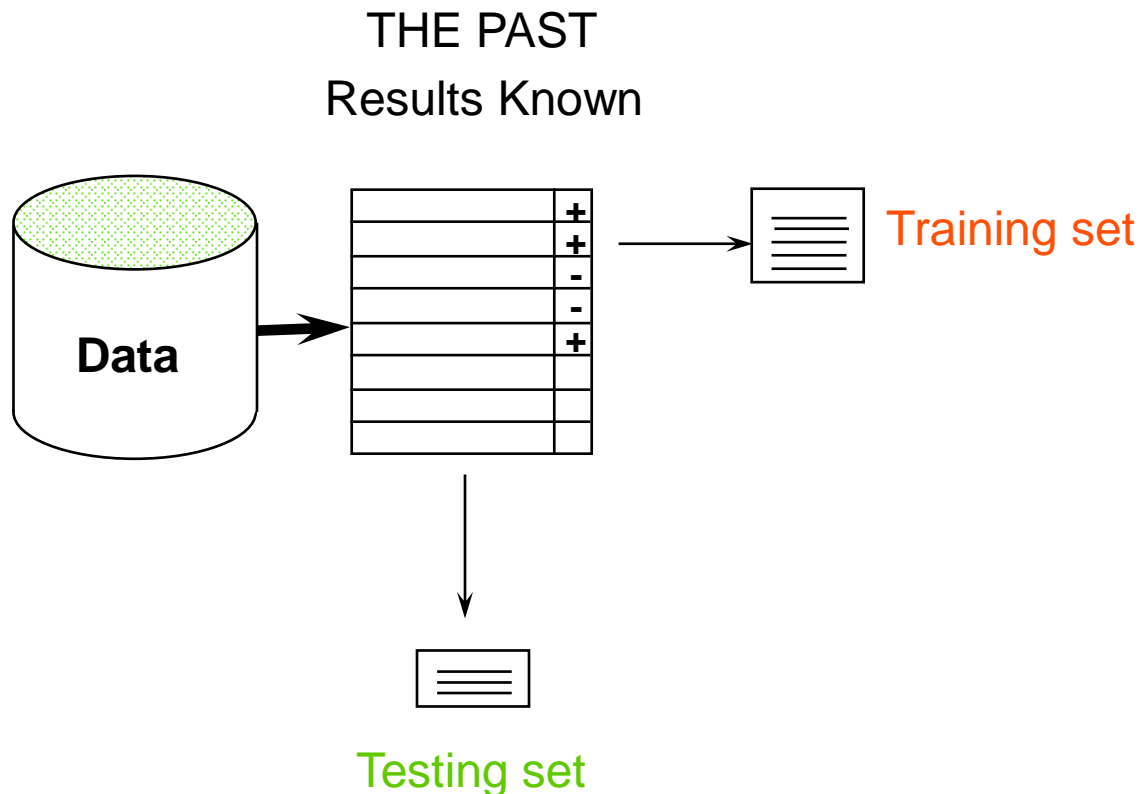 THE PAST
Results Known
+
+
-
-
+
Training set
Data
Testing set